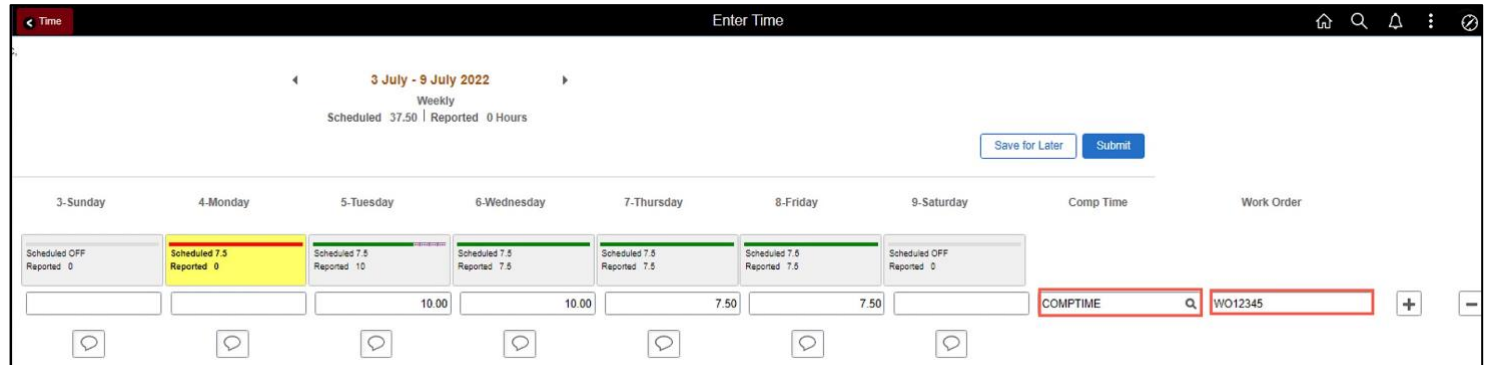 Time
Enter Time
3 July - 9 July 2022
Weekly
Scheduled 37.50 | Reported 0 Hours
Save for Later
Submit
3-Sunday 4-Monday 5-Tuesday 6-Wednesday 7-Thursday 8-Friday 9-Saturday Comp Time Work Order
Scheduled OFF Scheduled 7.5 Scheduled 7.5 Scheduled 7.5 Scheduled 7.5 Scheduled 7.5 Scheduled OFF
Reported 0 Reported 0 Reported 10 Reported 7.5 Reported 7.5 Reported 7.5 Reported 0
10.00 10.00 7.50 7.50 COMPTIME WO12345